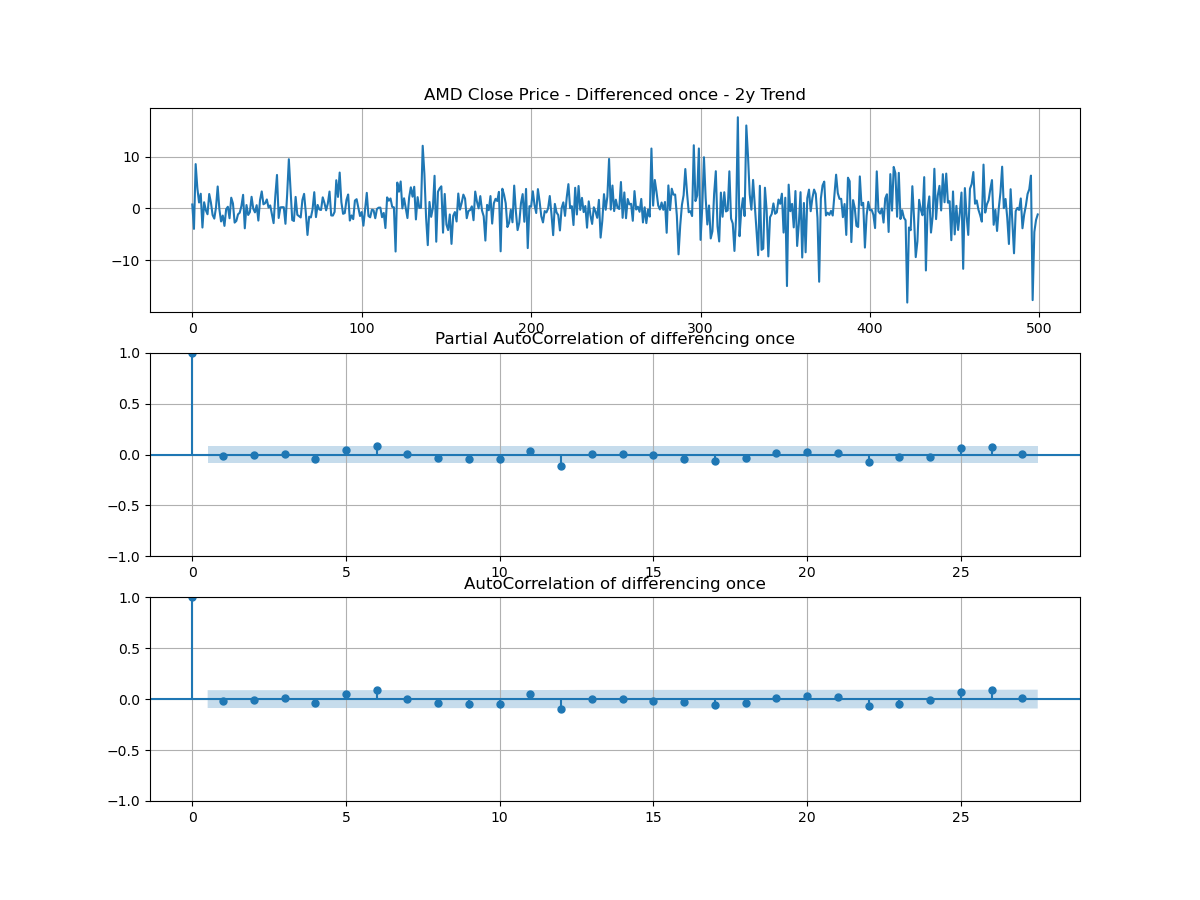 AMD Close Price - Differenced once - 2y Trend
10
0
−10
0 100 200 300 400 500
Partial AutoCorrelation of differencing once
1.0
0.5
0.0
−0.5
−1.0
0 5 10 15 20 25
AutoCorrelation of differencing once
1.0
0.5
0.0
−0.5
−1.0
0 5 10 15 20 25